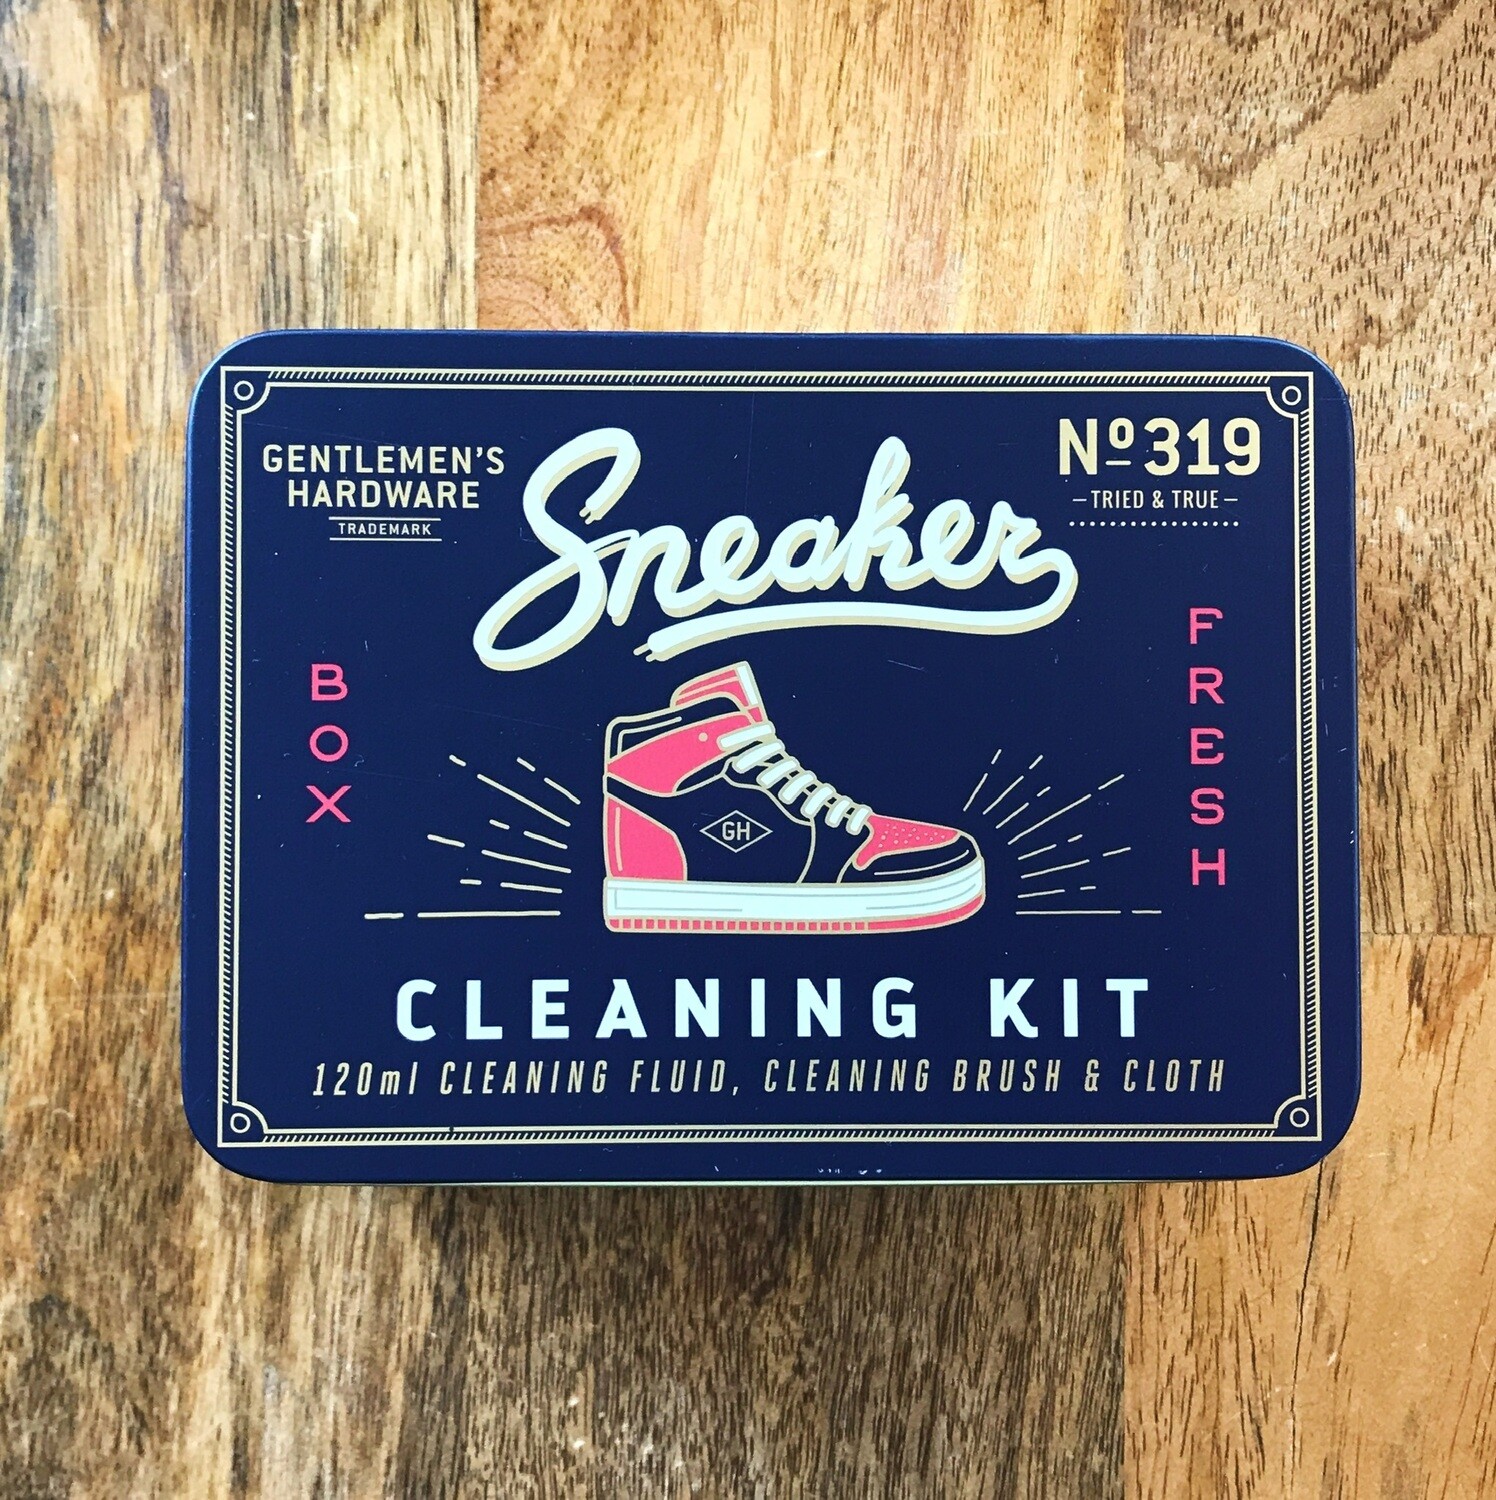 GENTLEMEN'S
HARDWARE
TRADEMARK
Sneaker
Nº319
–TRIED & TRUE–
BOX
FRESH
GH
CLEANING KIT
120ml CLEANING FLUID, CLEANING BRUSH & CLOTH